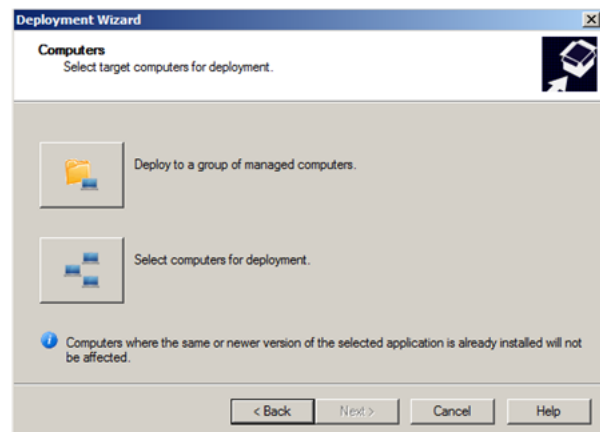 Deployment Wizard
Computers
Select target computers for deployment.
Deploy to a group of managed computers.
Select computers for deployment.
Computers where the same or newer version of the selected application is already installed will not
be affected.
< Back
Next >
Cancel
Help